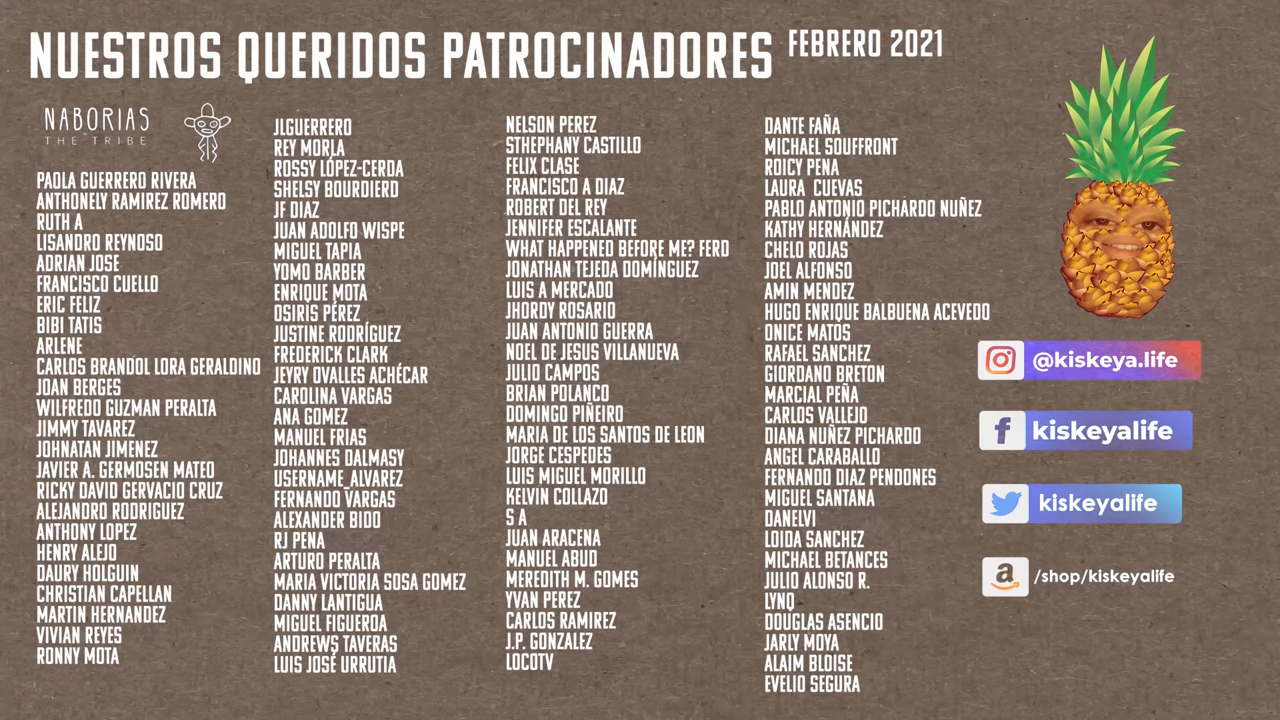 NUESTROS QUERIDOS PATROCINADORES FEBRERO 2021
NABORIAS
THE TRIBE
PAOLA GUERRERO RIVERA
ANTHONELY RAMIREZ ROMERO
RUTH A
LISANDRO REYNOSO
ADRIAN JOSE
FRANCISCO CUELLO
ERIC FELIZ
BIBI TATIS
ARLENE
CARLOS BRANDOL LORA GERALDINO
JOAN BERGES
WILFREDO GUZMAN PERALTA
JIMMY TAVAREZ
JOHNATAN JIMENEZ
JAVIER A. GERMOSEN MATEO
RICKY DAVID GERVACIO CRUZ
ALEJANDRO RODRIGUEZ
ANTHONY LOPEZ
HENRY ALEJO
DAURY HOLGUIN
CHRISTIAN CAPELLAN
MARTIN HERNANDEZ
VIVIAN REYES
RONNY MOTA
JLGUERRERO
REY MORLA
ROSSY LÓPEZ-CERDA
SHELSY BOURDIERD
JF DIAZ
JUAN ADOLFO WISPE
MIGUEL TAPIA
YOMO BARBER
ENRIQUE MOTA
OSIRIS PÉREZ
JUSTINE RODRÍGUEZ
FREDERICK CLARK
JEYRY OVALLES ACHÉCAR
CAROLINA VARGAS
ANA GOMEZ
MANUEL FRIAS
JOHANNES DALMASY
USERNAME_ALVAREZ
FERNANDO VARGAS
ALEXANDER BIDO
RJ PENA
ARTURO PERALTA
MARIA VICTORIA SOSA GOMEZ
DANNY LANTIGUA
MIGUEL FIGUEROA
ANDREWS TAVERAS
LUIS JOSÉ URRUTIA
NELSON PEREZ
STHEPHANY CASTILLO
FELIX CLASE
FRANCISCO A DIAZ
ROBERT DEL REY
JENNIFER ESCALANTE
WHAT HAPPENED BEFORE ME? FERD
JONATHAN TEJEDA DOMÍNGUEZ
LUIS A MERCADO
JHORDY ROSARIO
JUAN ANTONIO GUERRA
NOEL DE JESUS VILLANUEVA
JULIO CAMPOS
BRIAN POLANCO
DOMINGO PIÑEIRO
MARIA DE LOS SANTOS DE LEON
JORGE CESPEDES
LUIS MIGUEL MORILLO
KELVIN COLLAZO
S A
JUAN ARACENA
MANUEL ABUD
MEREDITH M. GOMES
YVAN PEREZ
CARLOS RAMIREZ
J.P. GONZALEZ
LOCOTV
DANTE FAÑA
MICHAEL SOUFFRONT
ROICY PENA
LAURA CUEVAS
PABLO ANTONIO PICHARDO NUÑEZ
KATHY HERNÁNDEZ
CHELO ROJAS
JOEL ALFONSO
AMIN MENDEZ
HUGO ENRIQUE BALBUENA ACEVEDO
ONICE MATOS
RAFAEL SANCHEZ
GIORDANO BRETON
MARCIAL PEÑA
CARLOS VALLEJO
DIANA NUÑEZ PICHARDO
ANGEL CARABALLO
FERNANDO DIAZ PENDONES
MIGUEL SANTANA
DANELVI
LOIDA SANCHEZ
MICHAEL BETANCES
JULIO ALONSO R.
LYNQ
DOUGLAS ASENCIO
JARLY MOYA
ALAIM BLOISE
EVELIO SEGURA
@kiskeya.life
kiskeyalife
kiskeyalife
/shop/kiskeyalife